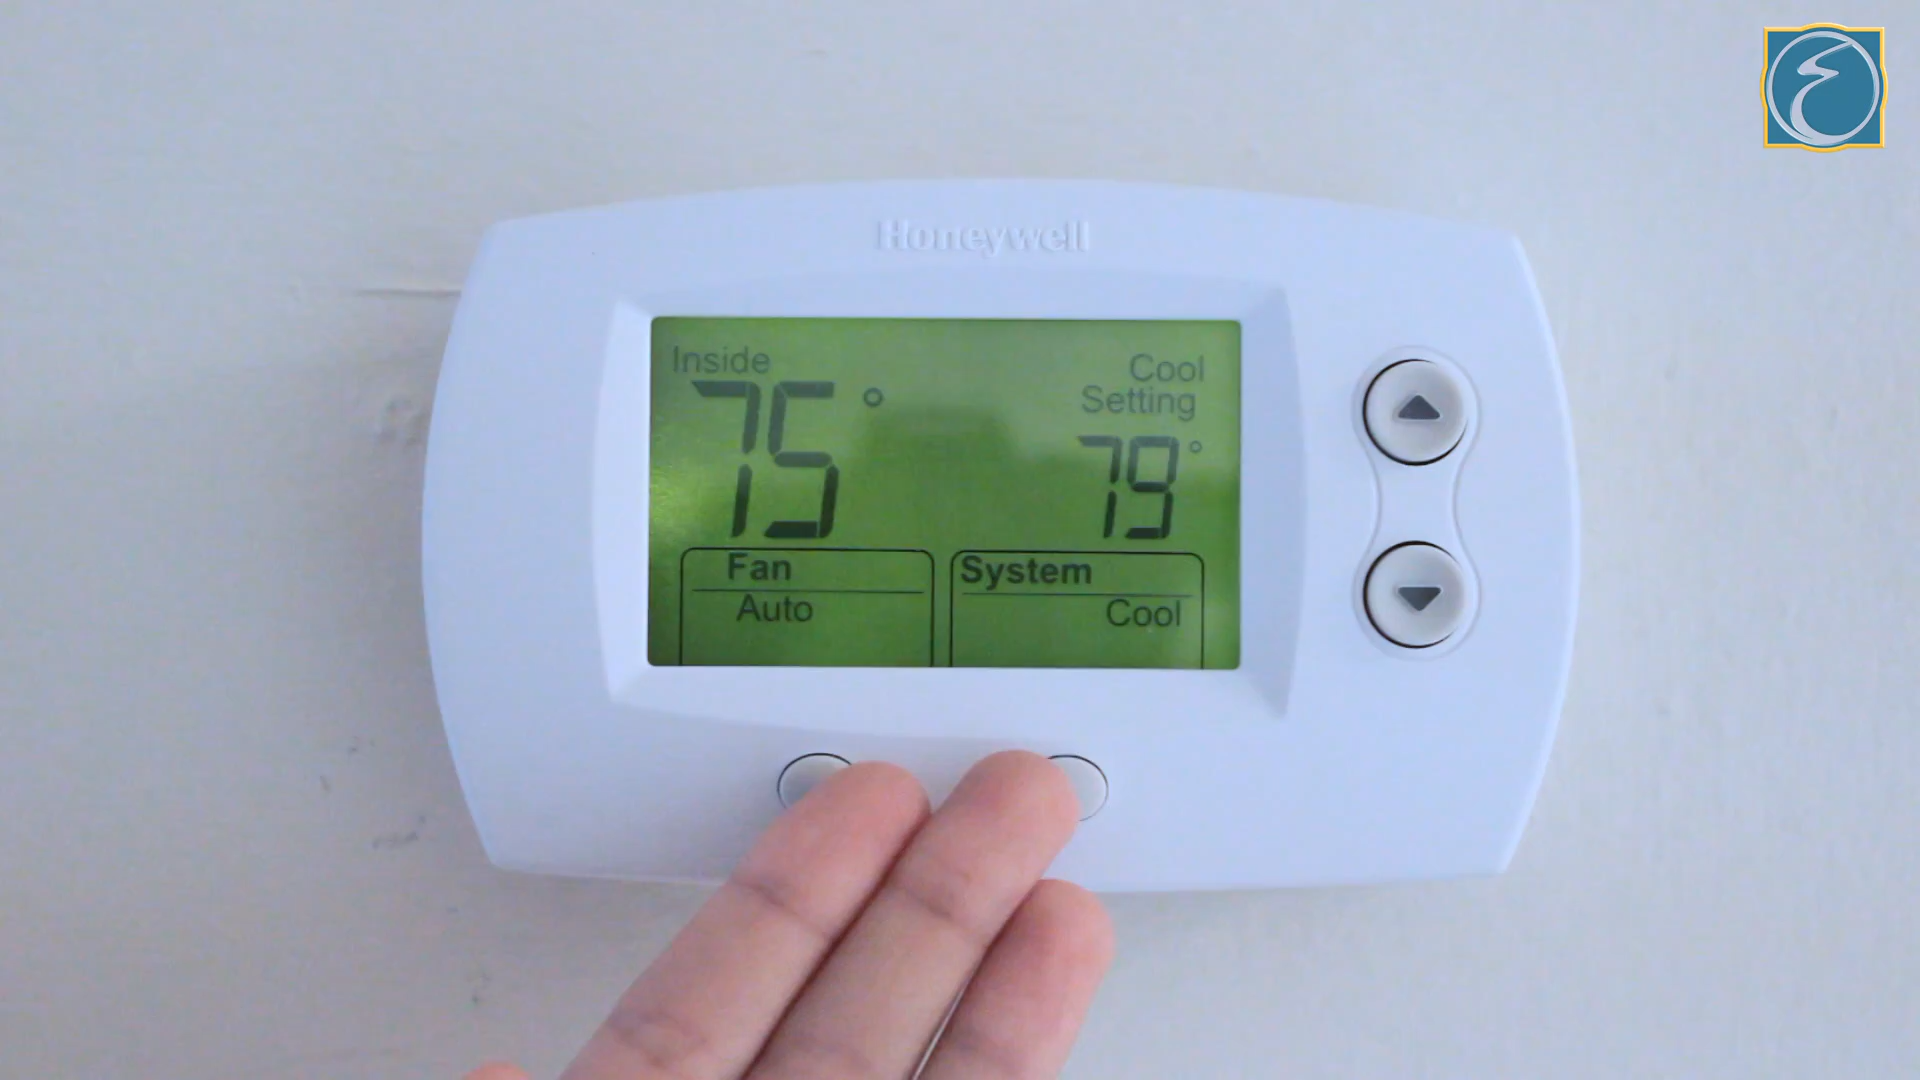 Honeywell
Inside
75°
Cool
Setting
79°
Fan
Auto
System
Cool